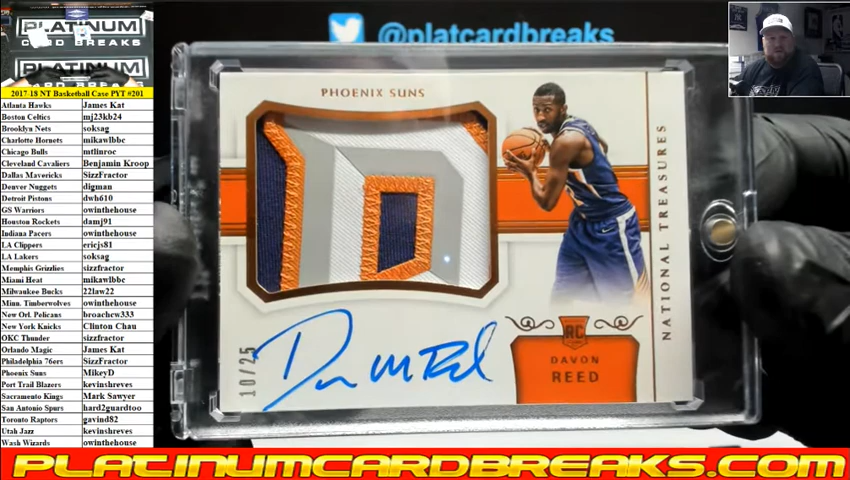 @platcardbreaks
PLATINUM
CARD BREAKS
PLATINUM
2017-18 NT Basketball Case PYT #201
Atlanta Hawks James Kat
Boston Celtics mj23kb24
Brooklyn Nets soksag
Charlotte Hornets mikawlbbc
Chicago Bulls mtlinroc
Cleveland Cavaliers Benjamin Kroop
Dallas Mavericks SizzFractor
Denver Nuggets digman
Detroit Pistons dwh610
GS Warriors owinthehouse
Houston Rockets damj91
Indiana Pacers owinthehouse
LA Clippers ericjs81
LA Lakers soksag
Memphis Grizzlies sizzfractor
Miami Heat mikawlbbc
Milwaukee Bucks 22law22
Minn. Timberwolves owinthehouse
New Orl. Pelicans broachcw333
New York Knicks Clinton Chau
OKC Thunder sizzfractor
Orlando Magic James Kat
Philadelphia 76ers SizzFractor
Phoenix Suns MikeyD
Port Trail Blazers kevinshreves
Sacramento Kings Mark Sawyer
San Antonio Spurs hard2guardtoo
Toronto Raptors gavind82
Utah Jazz kevinshreves
Wash Wizards owinthehouse
PHOENIX SUNS
NATIONAL TREASURES
10/25
RC
DAVON
REED
PLATINUMCARDBREAKS.COM